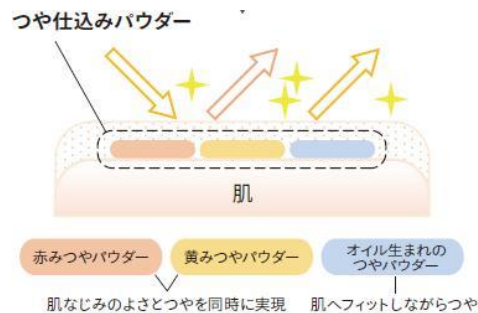 つや仕込みパウダー
肌
赤みつやパウダー
黄みつやパウダー
オイル生まれの
つやパウダー
肌なじみのよさとつやを同時に実現
肌へフィットしながらつや